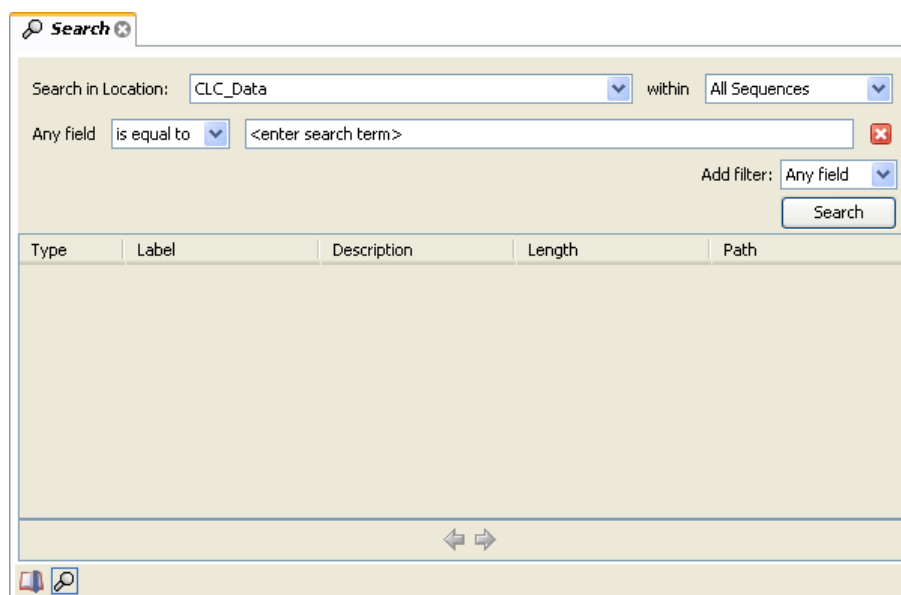 Search
Search in Location: CLC_Data within All Sequences
Any field is equal to <enter search term>
Add filter: Any field
Search
Type Label Description Length Path